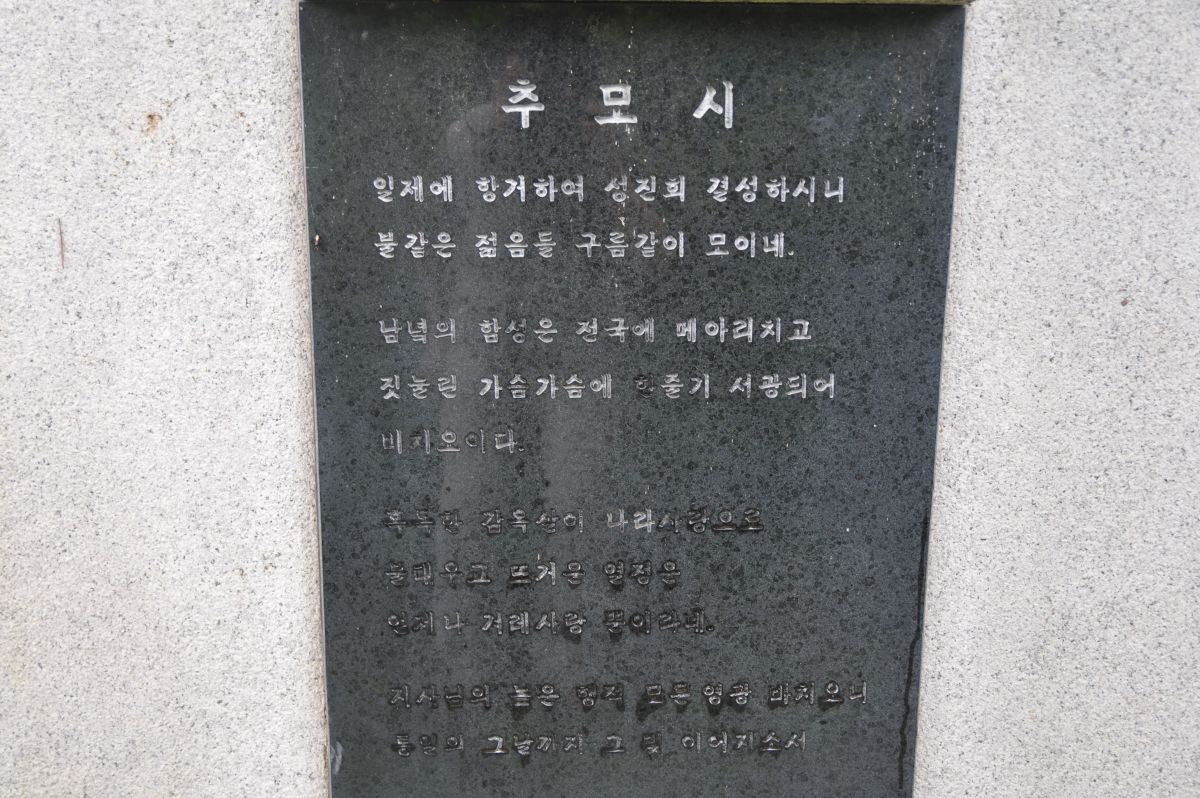 추 모 시
일제에 항거하여 성진회 결성하시니
불같은 젊음들 구름같이 모이네.
남녘의 함성은 전국에 메아리치고
짓눌린 가슴가슴에 한줄기 서광되어
비치오이다.
혹독한 감옥살이 나라사랑으로
불태우고 뜨거운 열정은
언제나 겨레사랑 뿐이라네.
지사님의 높은 행적 모든 영광 바치오니
통일의 그날까지 그 빛 이어지소서